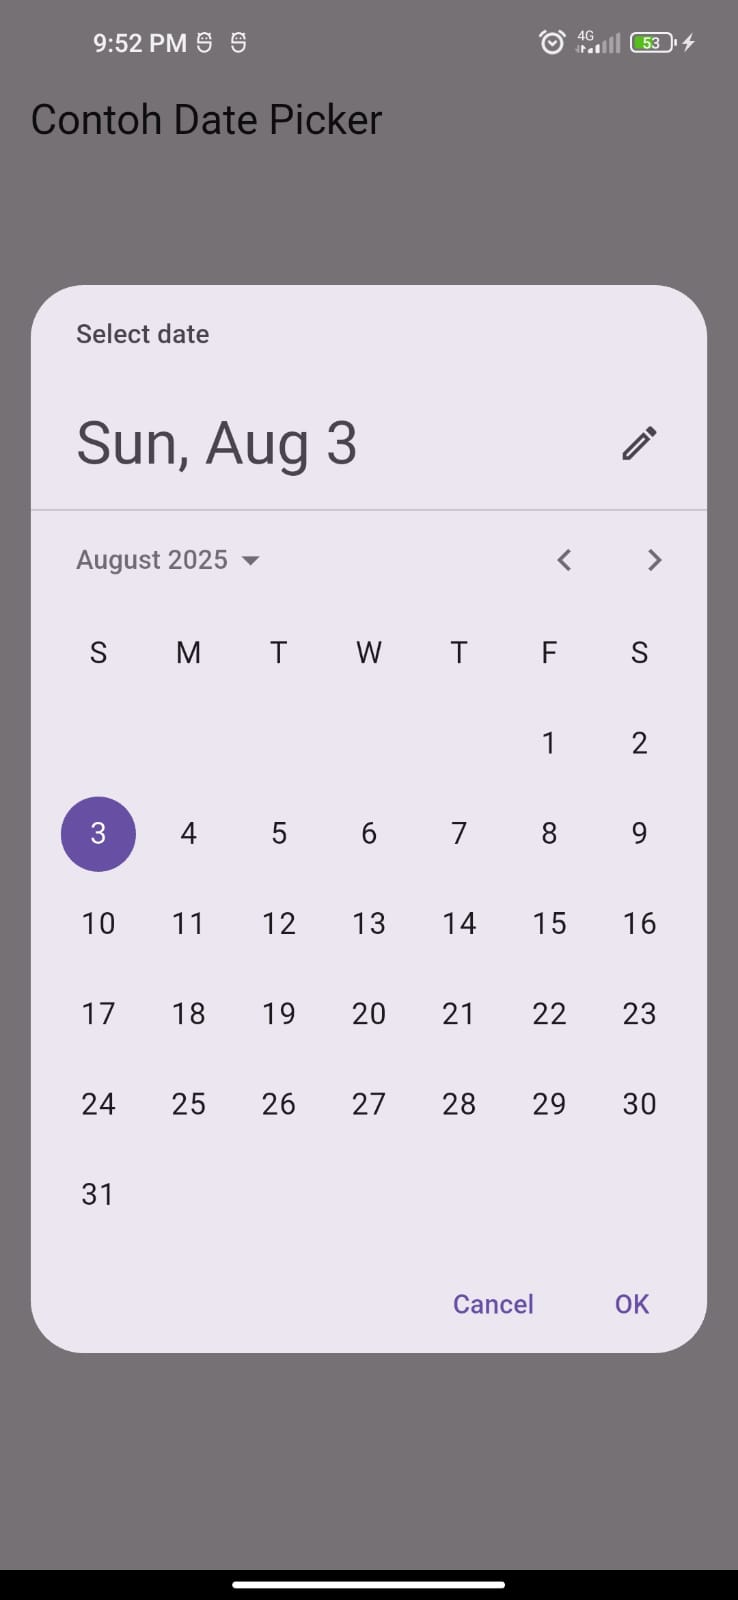 9:52 PM
4G
53
Contoh Date Picker
Select date
Sun, Aug 3
August 2025
S M T W T F S
1 2
3 4 5 6 7 8 9
10 11 12 13 14 15 16
17 18 19 20 21 22 23
24 25 26 27 28 29 30
31
Cancel OK